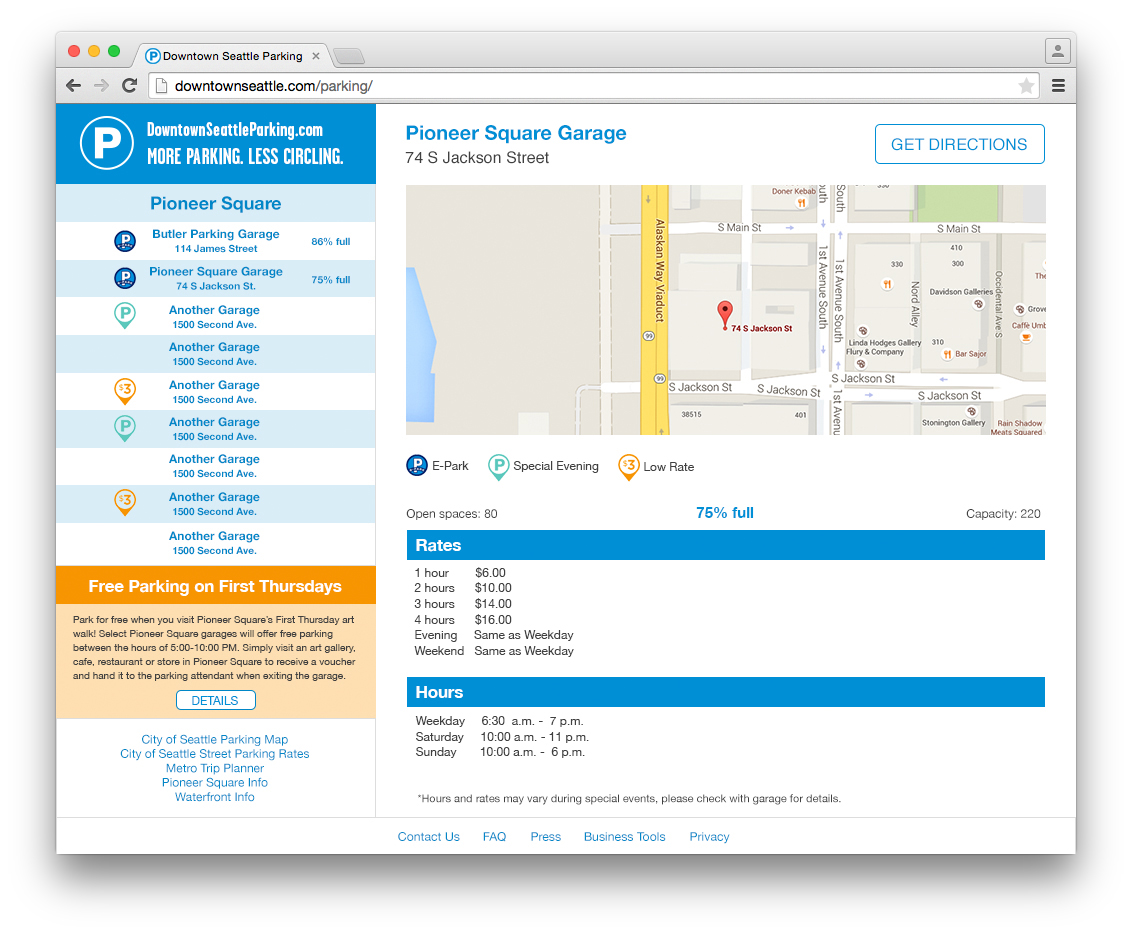 Downtown Seattle Parking
downtownseattle.com/parking/
P
DowntownSeattleParking.com
MORE PARKING. LESS CIRCLING.
Pioneer Square
Butler Parking Garage
114 James Street
86% full
Pioneer Square Garage
74 S Jackson St.
75% full
Another Garage
1500 Second Ave.
Another Garage
1500 Second Ave.
$3
Another Garage
1500 Second Ave.
P
Another Garage
1500 Second Ave.
Another Garage
1500 Second Ave.
$3
Another Garage
1500 Second Ave.
Another Garage
1500 Second Ave.
Free Parking on First Thursdays
Park for free when you visit Pioneer Square's First Thursday art
walk! Select Pioneer Square garages will offer free parking
between the hours of 5:00-10:00 PM. Simply visit an art gallery,
cafe, restaurant or store in Pioneer Square to receive a voucher
and hand it to the parking attendant when exiting the garage.
DETAILS
City of Seattle Parking Map
City of Seattle Street Parking Rates
Metro Trip Planner
Pioneer Square Info
Waterfront Info
Pioneer Square Garage
74 S Jackson Street
GET DIRECTIONS
Doner Kebab
S Main St
S Main St
Alaskan Way Viaduct
1st Avenue South
1st Avenue South
410
330
300
Nord Alley
Davidson Galleries
Occidental Ave S
74 S Jackson St
99
Linda Hodges Gallery
Flury & Company
310
Bar Sajor
99
S Jackson St
S Jackson St
S Jackson St
S Jackson St
38515
401
Stonington Gallery
Rain Shadow
Meats Squared
P E-Park
P Special Evening
$3 Low Rate
Open spaces: 80
75% full
Capacity: 220
Rates
1 hour $6.00
2 hours $10.00
3 hours $14.00
4 hours $16.00
Evening Same as Weekday
Weekend Same as Weekday
Hours
Weekday 6:30 a.m. - 7 p.m.
Saturday 10:00 a.m. - 11 p.m.
Sunday 10:00 a.m. - 6 p.m.
*Hours and rates may vary during special events, please check with garage for details.
Contact Us FAQ Press Business Tools Privacy